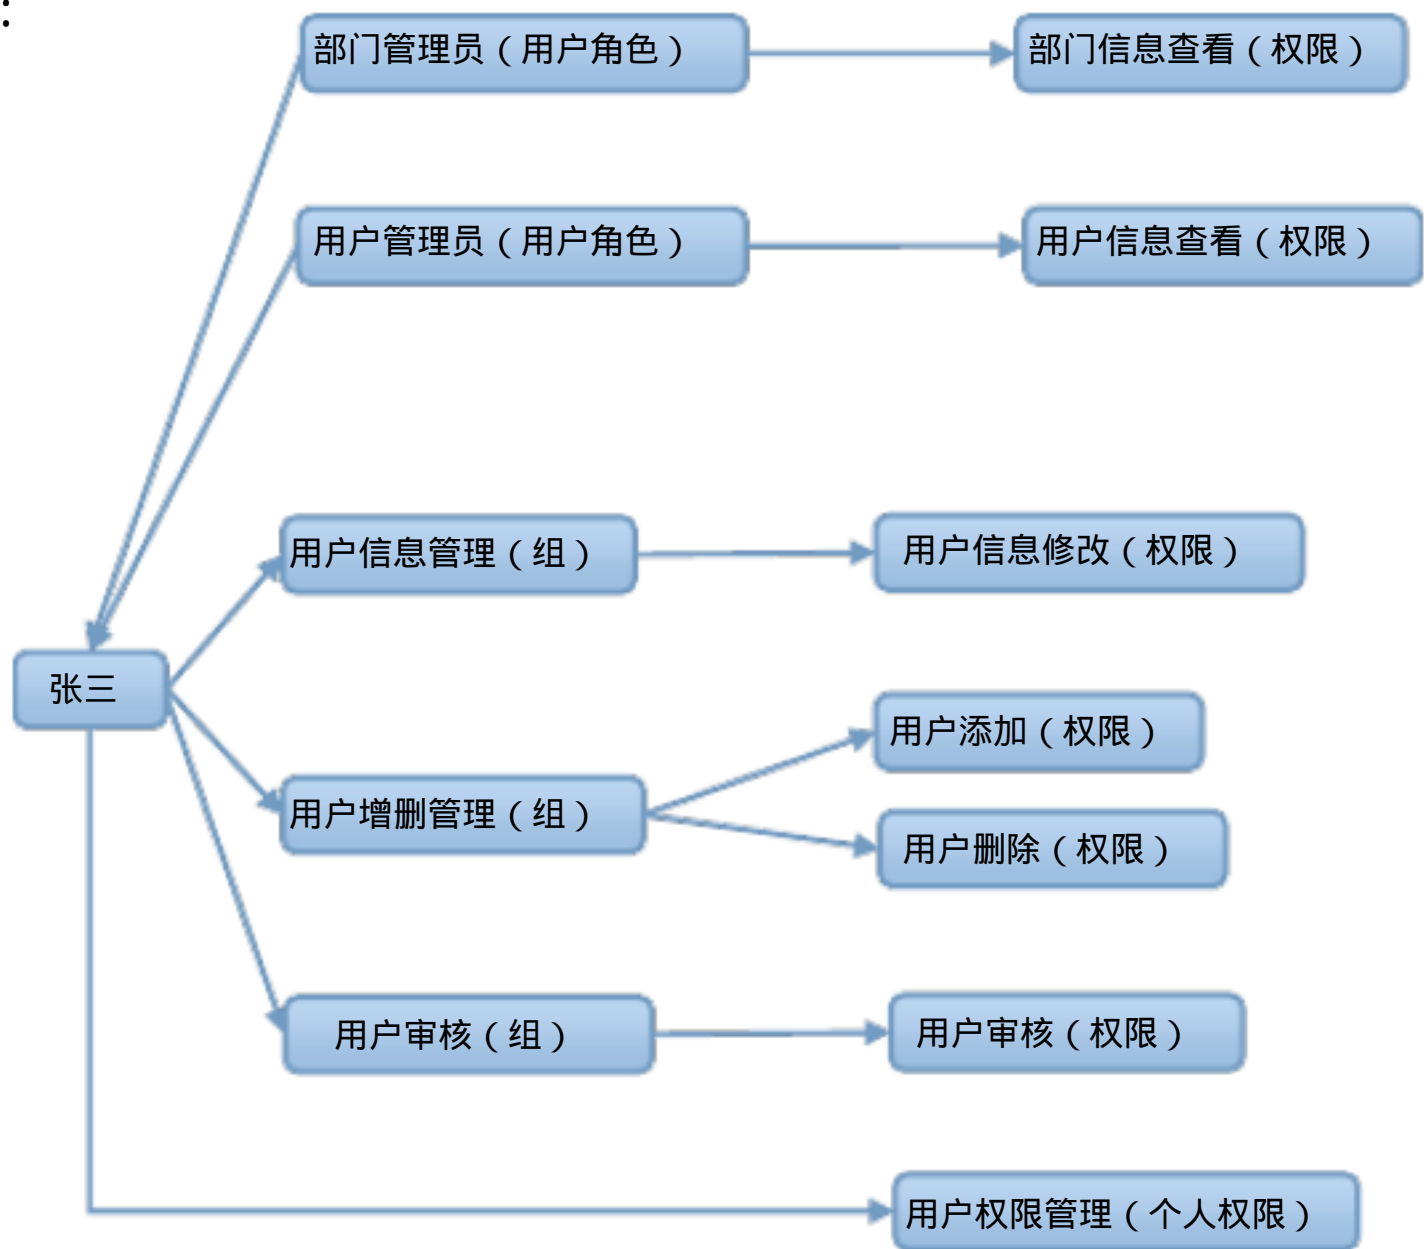 :
部门管理员（用户角色）
部门信息查看（权限）
用户管理员（用户角色）
用户信息查看（权限）
用户信息管理（组）
用户信息修改（权限）
张三
用户添加（权限）
用户增删管理（组）
用户删除（权限）
用户审核（组）
用户审核（权限）
用户权限管理（个人权限）